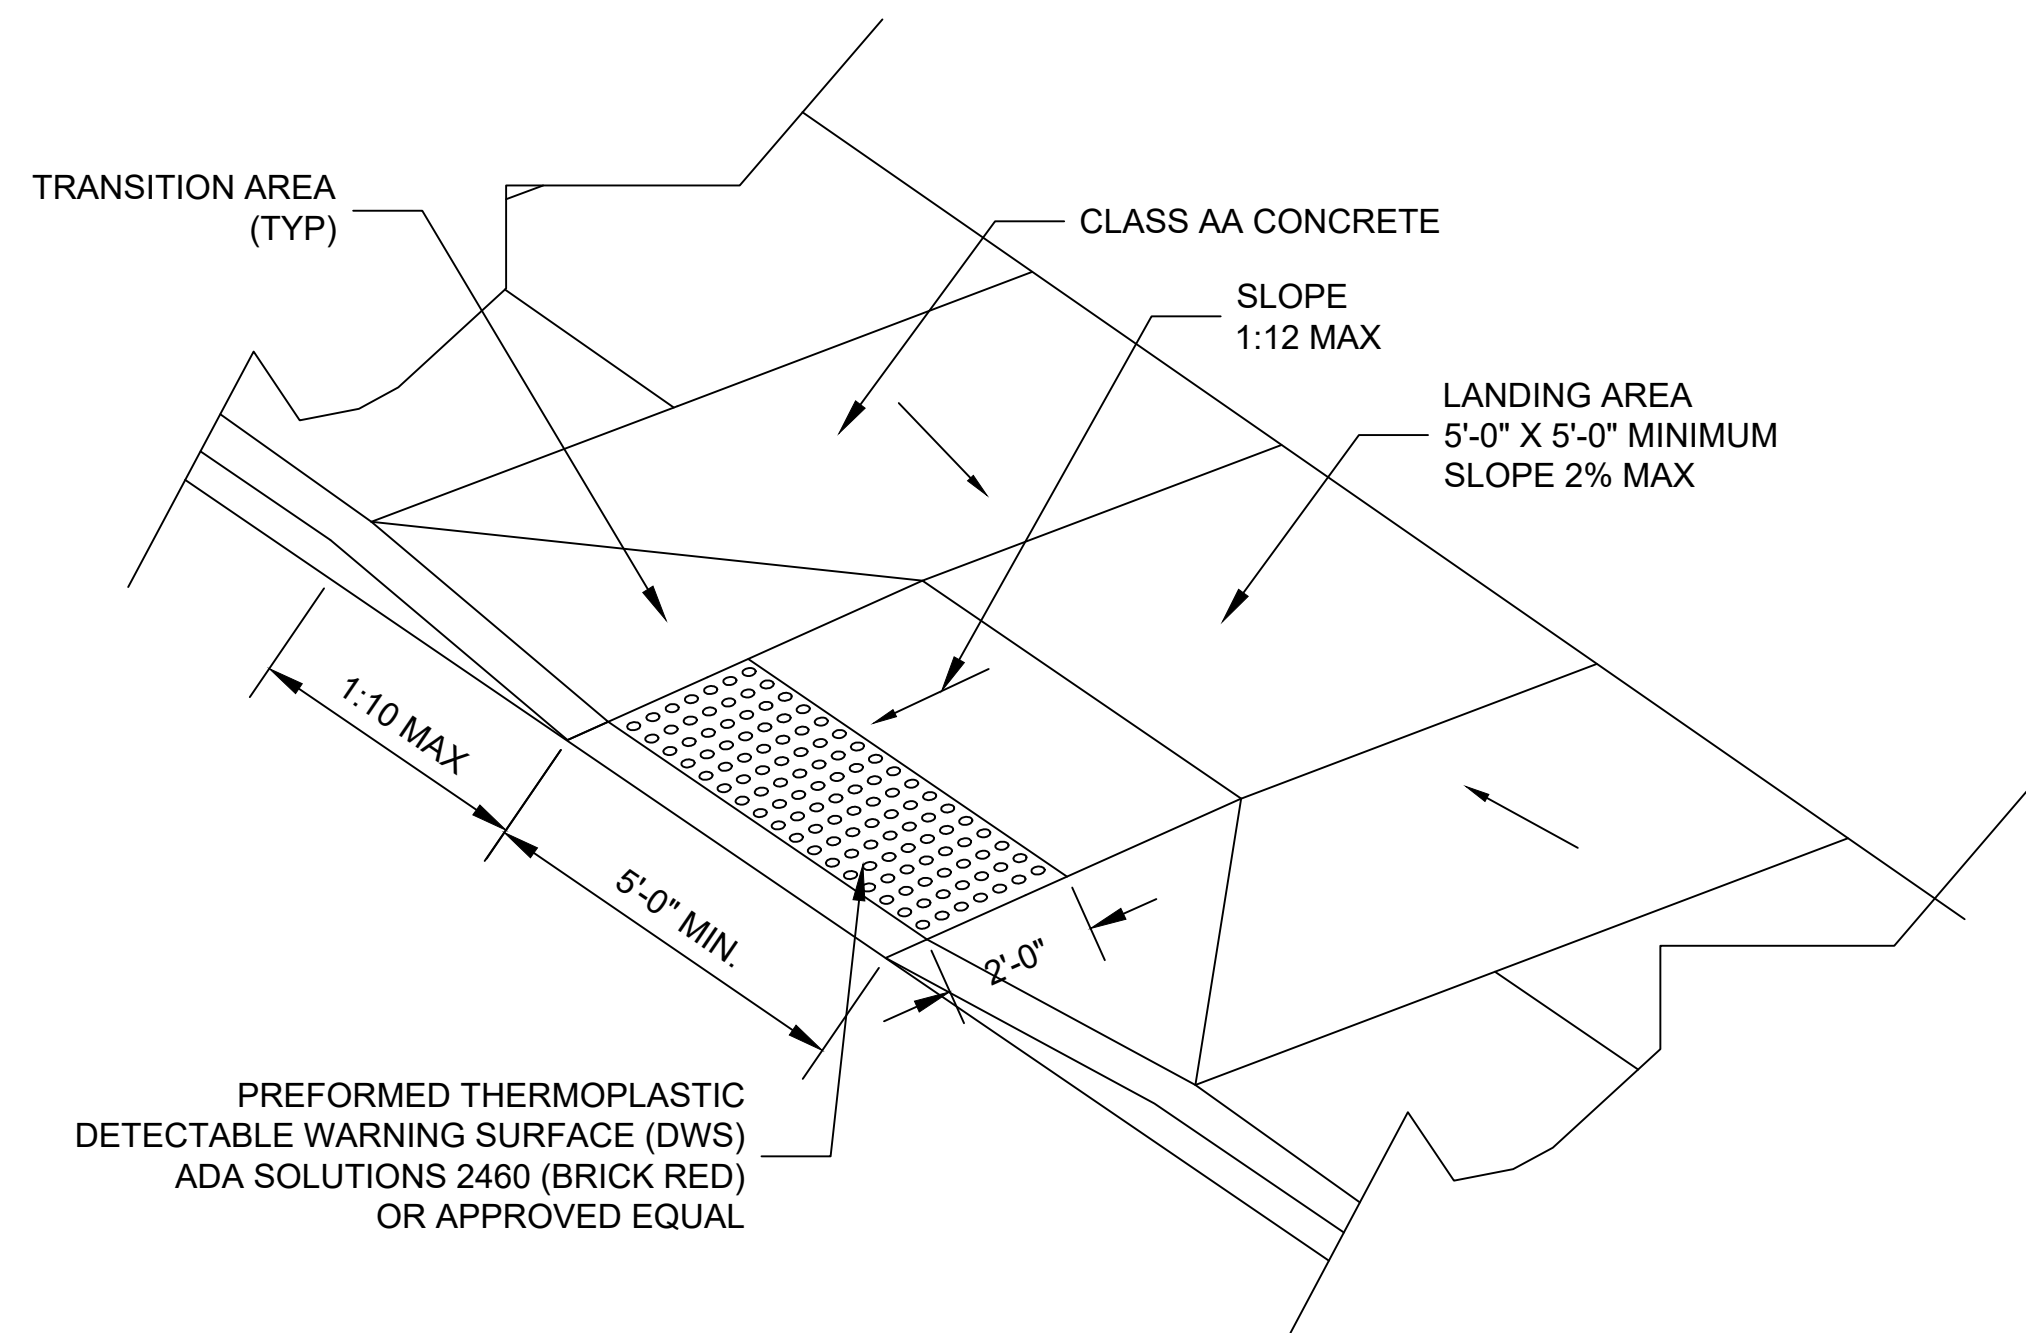 TRANSITION AREA
(TYP)
CLASS AA CONCRETE
SLOPE
1:12 MAX
LANDING AREA
5'-0" X 5'-0" MINIMUM
SLOPE 2% MAX
1:10 MAX
5'-0" MIN.
2'-0"
PREFORMED THERMOPLASTIC
DETECTABLE WARNING SURFACE (DWS)
ADA SOLUTIONS 2460 (BRICK RED)
OR APPROVED EQUAL